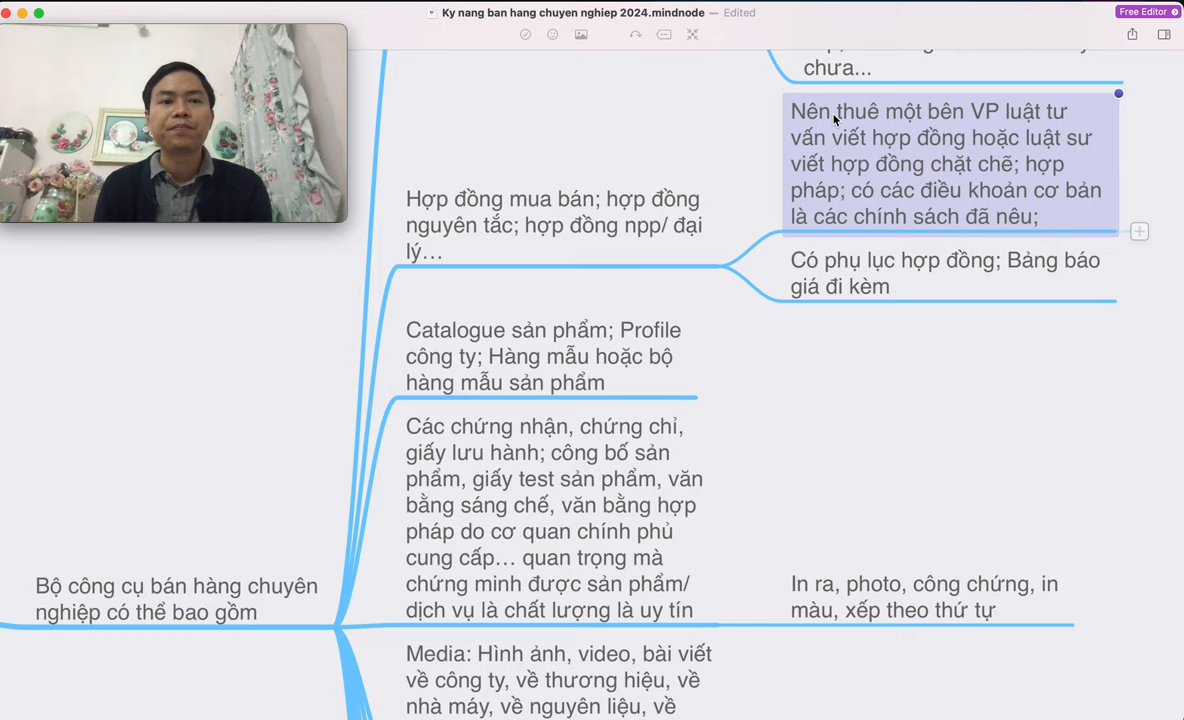 Ky nang ban hang chuyen nghiep 2024.mindnode — Edited
Free Editor
chưa...
Nên thuê một bên VP luật tư
vấn viết hợp đồng hoặc luật sư
viết hợp đồng chặt chẽ; hợp
pháp; có các điều khoản cơ bản
là các chính sách đã nêu;
Hợp đồng mua bán; hợp đồng
nguyên tắc; hợp đồng npp/ đại
lý…
Có phụ lục hợp đồng; Bảng báo
giá đi kèm
Catalogue sản phẩm; Profile
công ty; Hàng mẫu hoặc bộ
hàng mẫu sản phẩm
Các chứng nhận, chứng chỉ,
giấy lưu hành; công bố sản
phẩm, giấy test sản phẩm, văn
bằng sáng chế, văn bằng hợp
pháp do cơ quan chính phủ
cung cấp… quan trọng mà
chứng minh được sản phẩm/
dịch vụ là chất lượng là uy tín
Bộ công cụ bán hàng chuyên
nghiệp có thể bao gồm
In ra, photo, công chứng, in
màu, xếp theo thứ tự
Media: Hình ảnh, video, bài viết
về công ty, về thương hiệu, về
nhà máy, về nguyên liệu, về